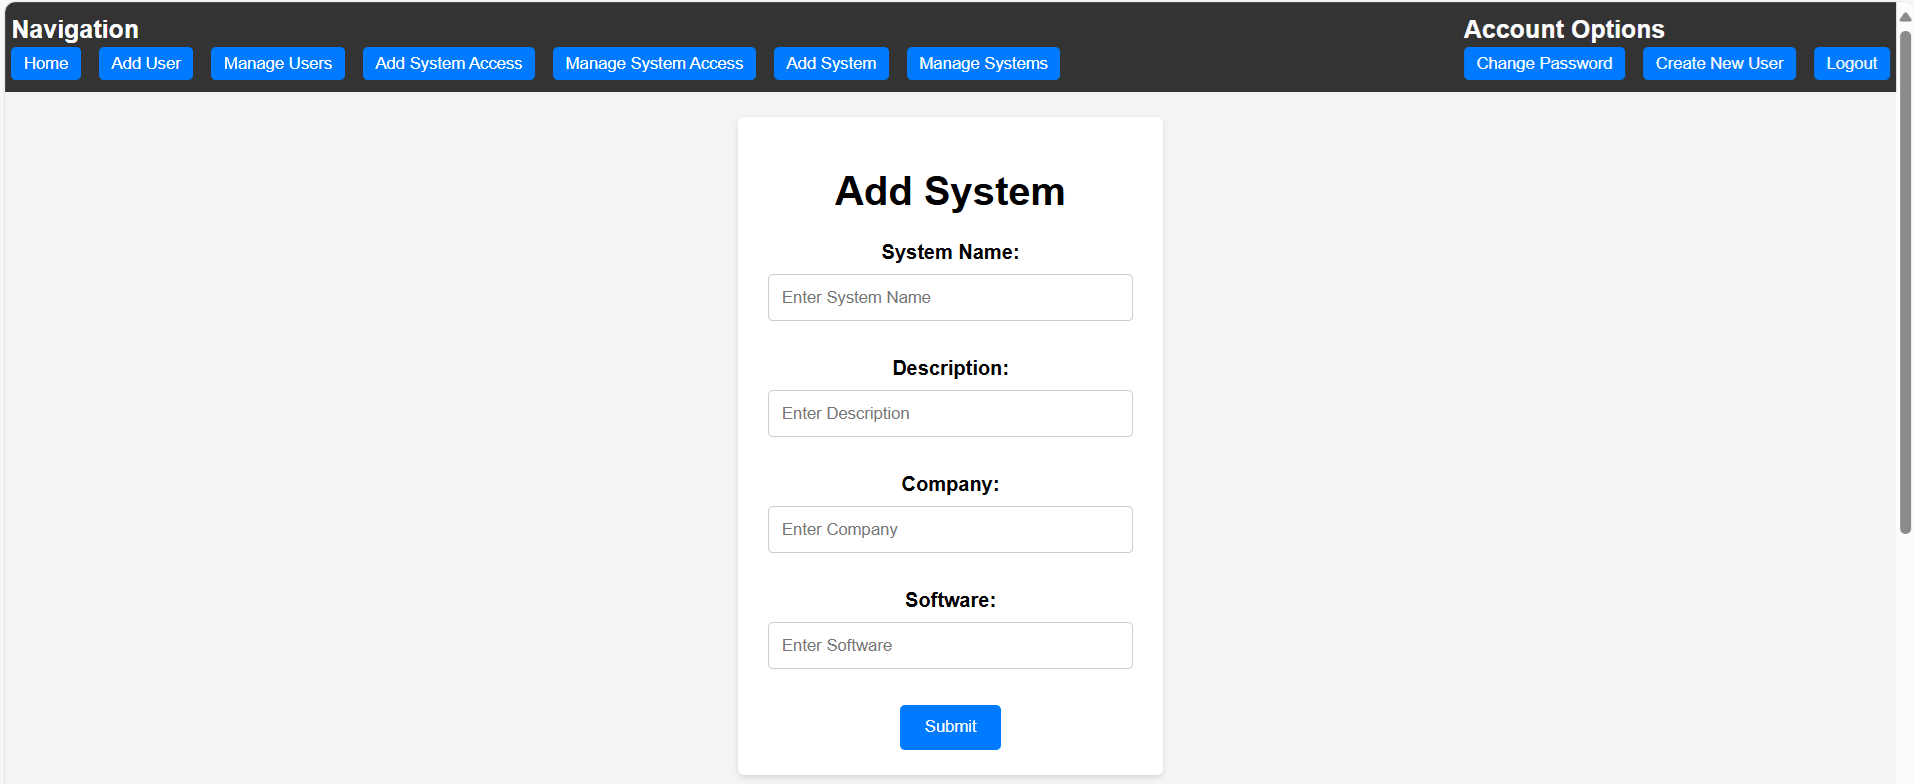 Navigation
Account Options
Home Add User Manage Users Add System Access Manage System Access Add System Manage Systems
Change Password Create New User Logout
Add System
System Name:
Enter System Name
Description:
Enter Description
Company:
Enter Company
Software:
Enter Software
Submit